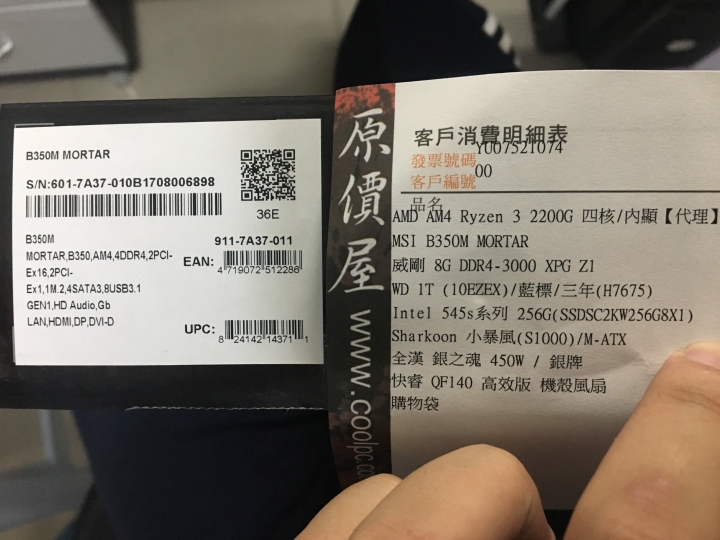 B350M MORTAR
S/N:601-7A37-010B1708006898
36E
B350M
911-7A37-011
MORTAR,B350,AM4,4DDR4,2PCI-
Ex16,2PCI-
Ex1,1M.2,4SATA3,8USB3.1
GEN1,HD Audio,Gb
LAN,HDMI,DP,DVI-D
EAN:
4 719072 512286
UPC:
8 24142 14371 1
原價屋 www.coolpc.co
客戶消費明細表
發票號碼 YU07521074
客戶編號 00
品名
AMD AM4 Ryzen 3 2200G 四核/內顯【代理】
MSI B350M MORTAR
威剛 8G DDR4-3000 XPG Z1
WD 1T (10EZEX)/藍標/三年(H7675)
Intel 545s系列 256G(SSDSC2KW256G8X1)
Sharkoon 小暴風(S1000)/M-ATX
全漢 銀之魂 450W / 銀牌
快睿 QF140 高效版 機殼風扇
購物袋